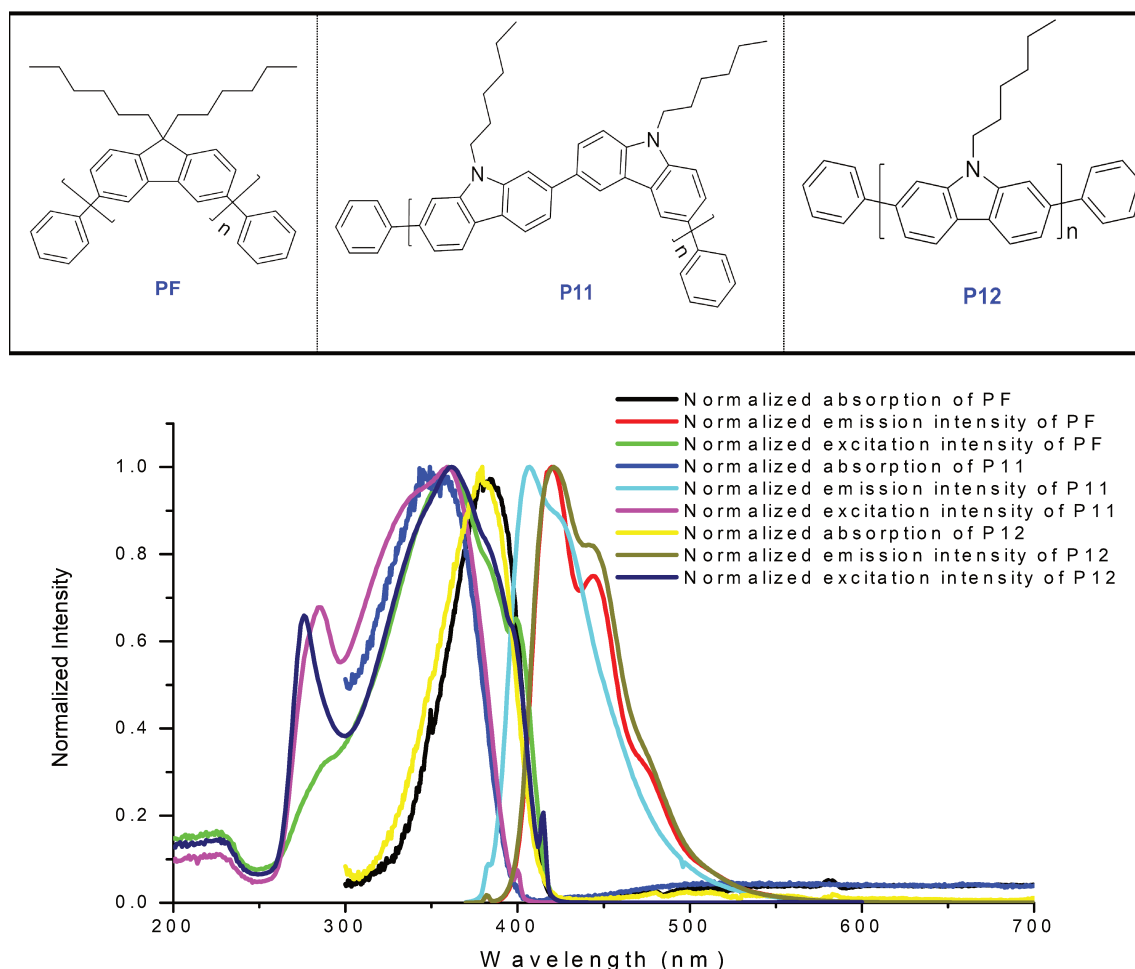 N
N
N
n
n
n
PF
P11
P12
Normalized absorption of PF
Normalized emission intensity of PF
Normalized excitation intensity of PF
Normalized absorption of P11
Normalized emission intensity of P11
Normalized excitation intensity of P11
Normalized absorption of P12
Normalized emission intensity of P12
Normalized excitation intensity of P12
1.0
0.8
0.6
0.4
0.2
0.0
Normalized Intensity
200 300 400 500 600 700
Wavelength (nm)